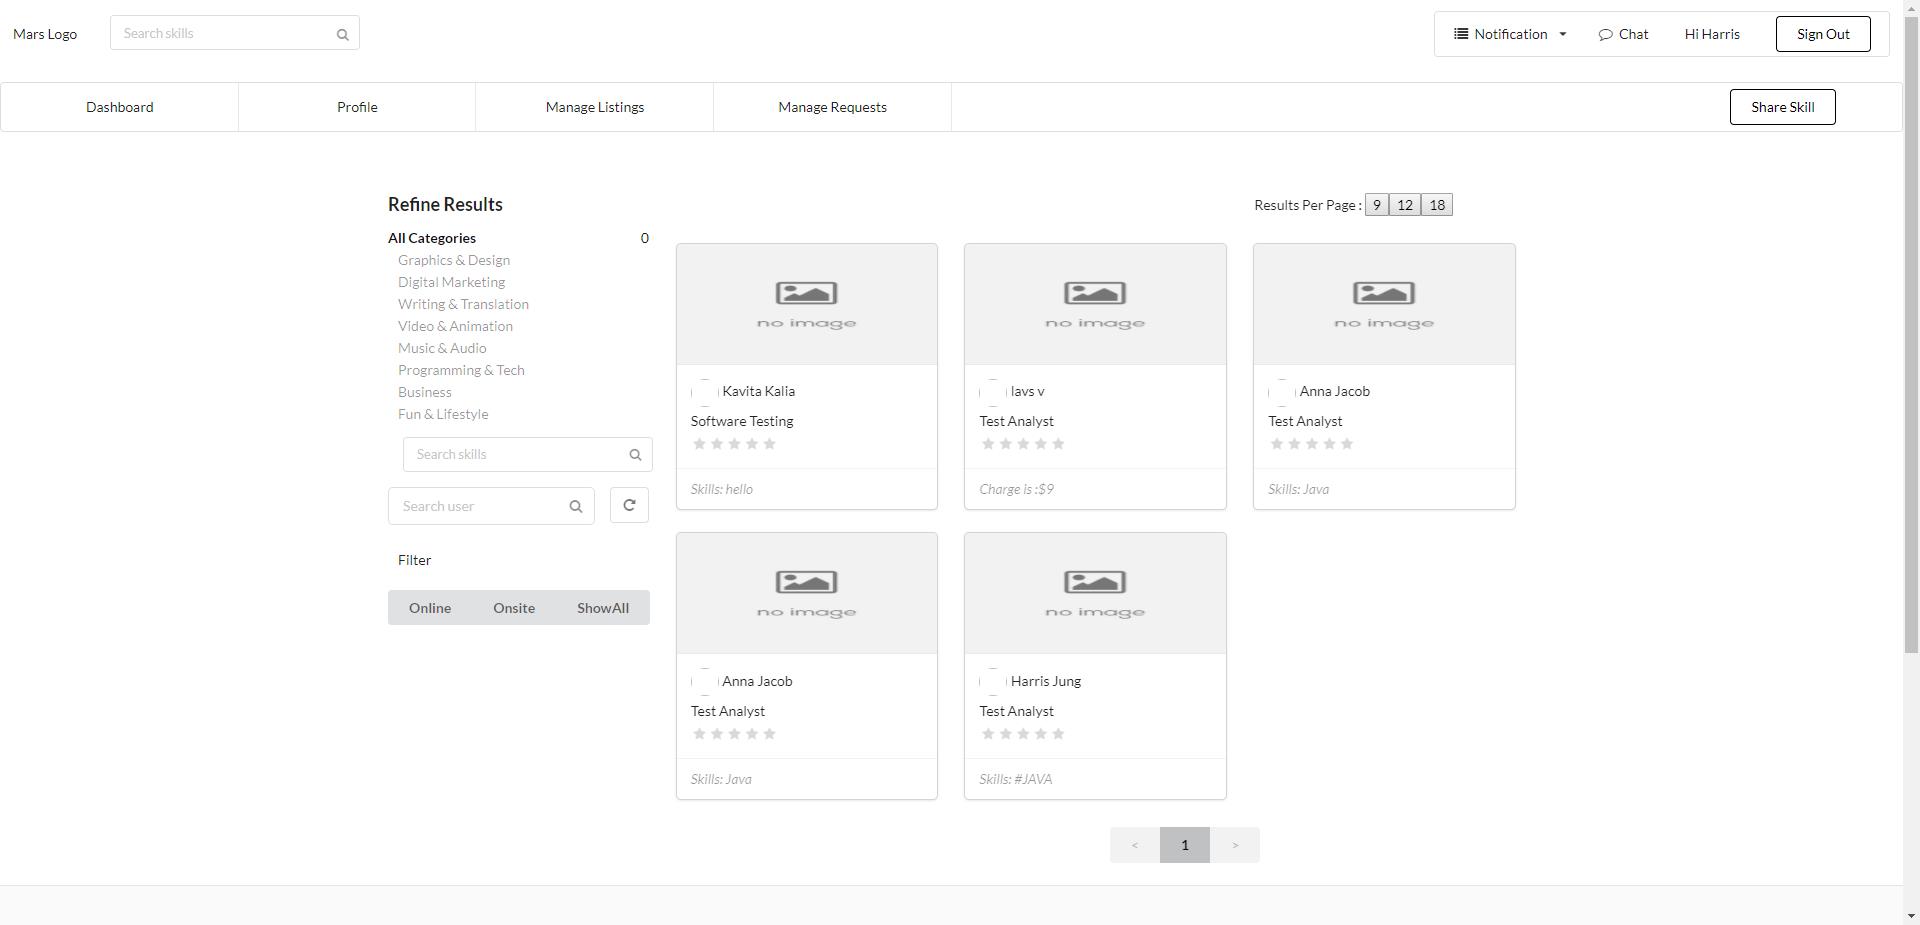 Mars Logo
Search skills
Notification
Chat
Hi Harris
Sign Out
Dashboard
Profile
Manage Listings
Manage Requests
Share Skill
Refine Results
All Categories 0
Graphics & Design
Digital Marketing
Writing & Translation
Video & Animation
Music & Audio
Programming & Tech
Business
Fun & Lifestyle
Search skills
Search user
Filter
Online
Onsite
ShowAll
Results Per Page : 9 12 18
no image
Kavita Kalia
Software Testing
Skills: hello
no image
lavs v
Test Analyst
Charge is :$9
no image
Anna Jacob
Test Analyst
Skills: Java
no image
Anna Jacob
Test Analyst
Skills: Java
no image
Harris Jung
Test Analyst
Skills: #JAVA
< 1 >